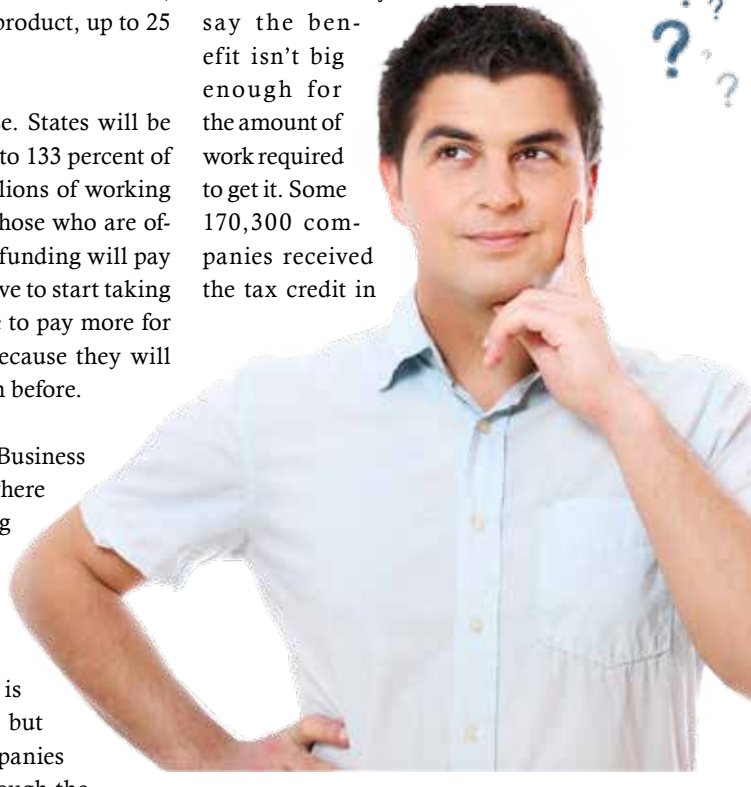 product, up to 25
e. States will be
to 133 percent of
lions of working
hose who are of-
funding will pay
ve to start taking
to pay more for
ecause they will
n before.
Business
here
g
is
but
panies
ough the
say the ben-
efit isn't big
enough for
the amount of
work required
to get it. Some
170,300 com-
panies received
the tax credit in
? ? ? ?